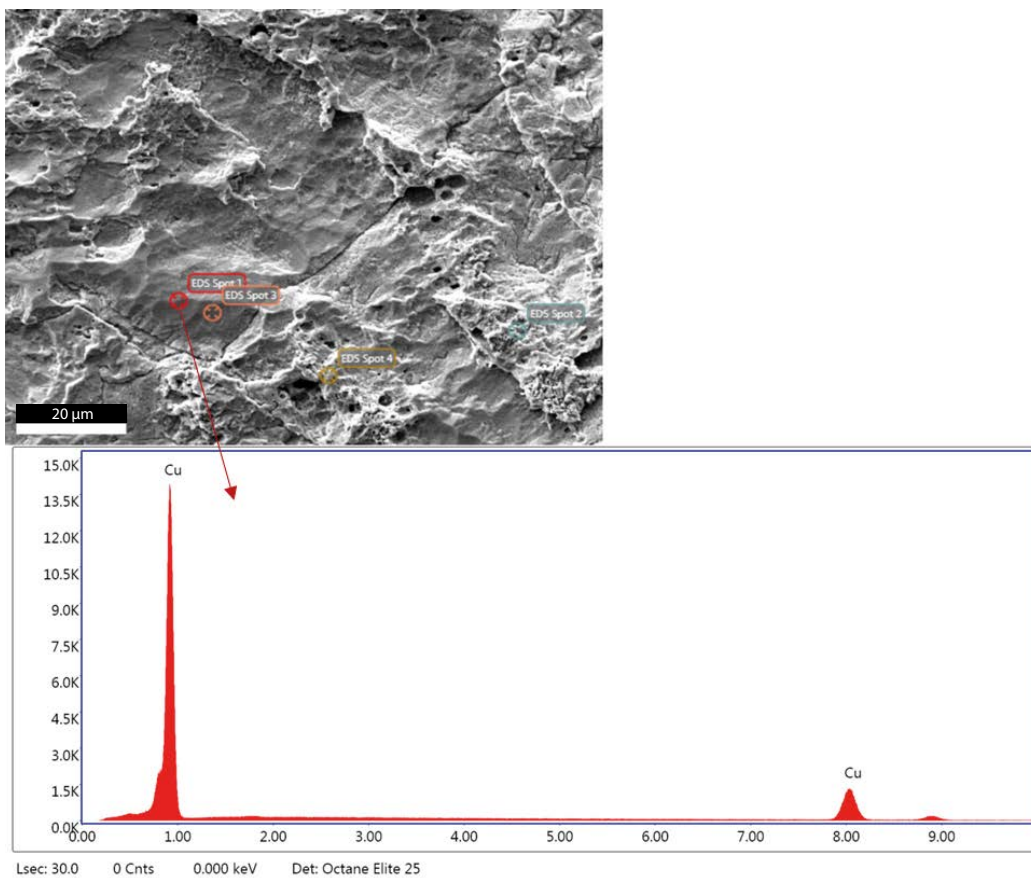 EDS Spot 1
EDS Spot 3
EDS Spot 2
EDS Spot 4
20 µm
15.0K
13.5K
12.0K
10.5K
9.0K
7.5K
6.0K
4.5K
3.0K
1.5K
0.0K
Cu
Cu
0.00 1.00 2.00 3.00 4.00 5.00 6.00 7.00 8.00 9.00
Lsec: 30.0 0 Cnts 0.000 keV Det: Octane Elite 25